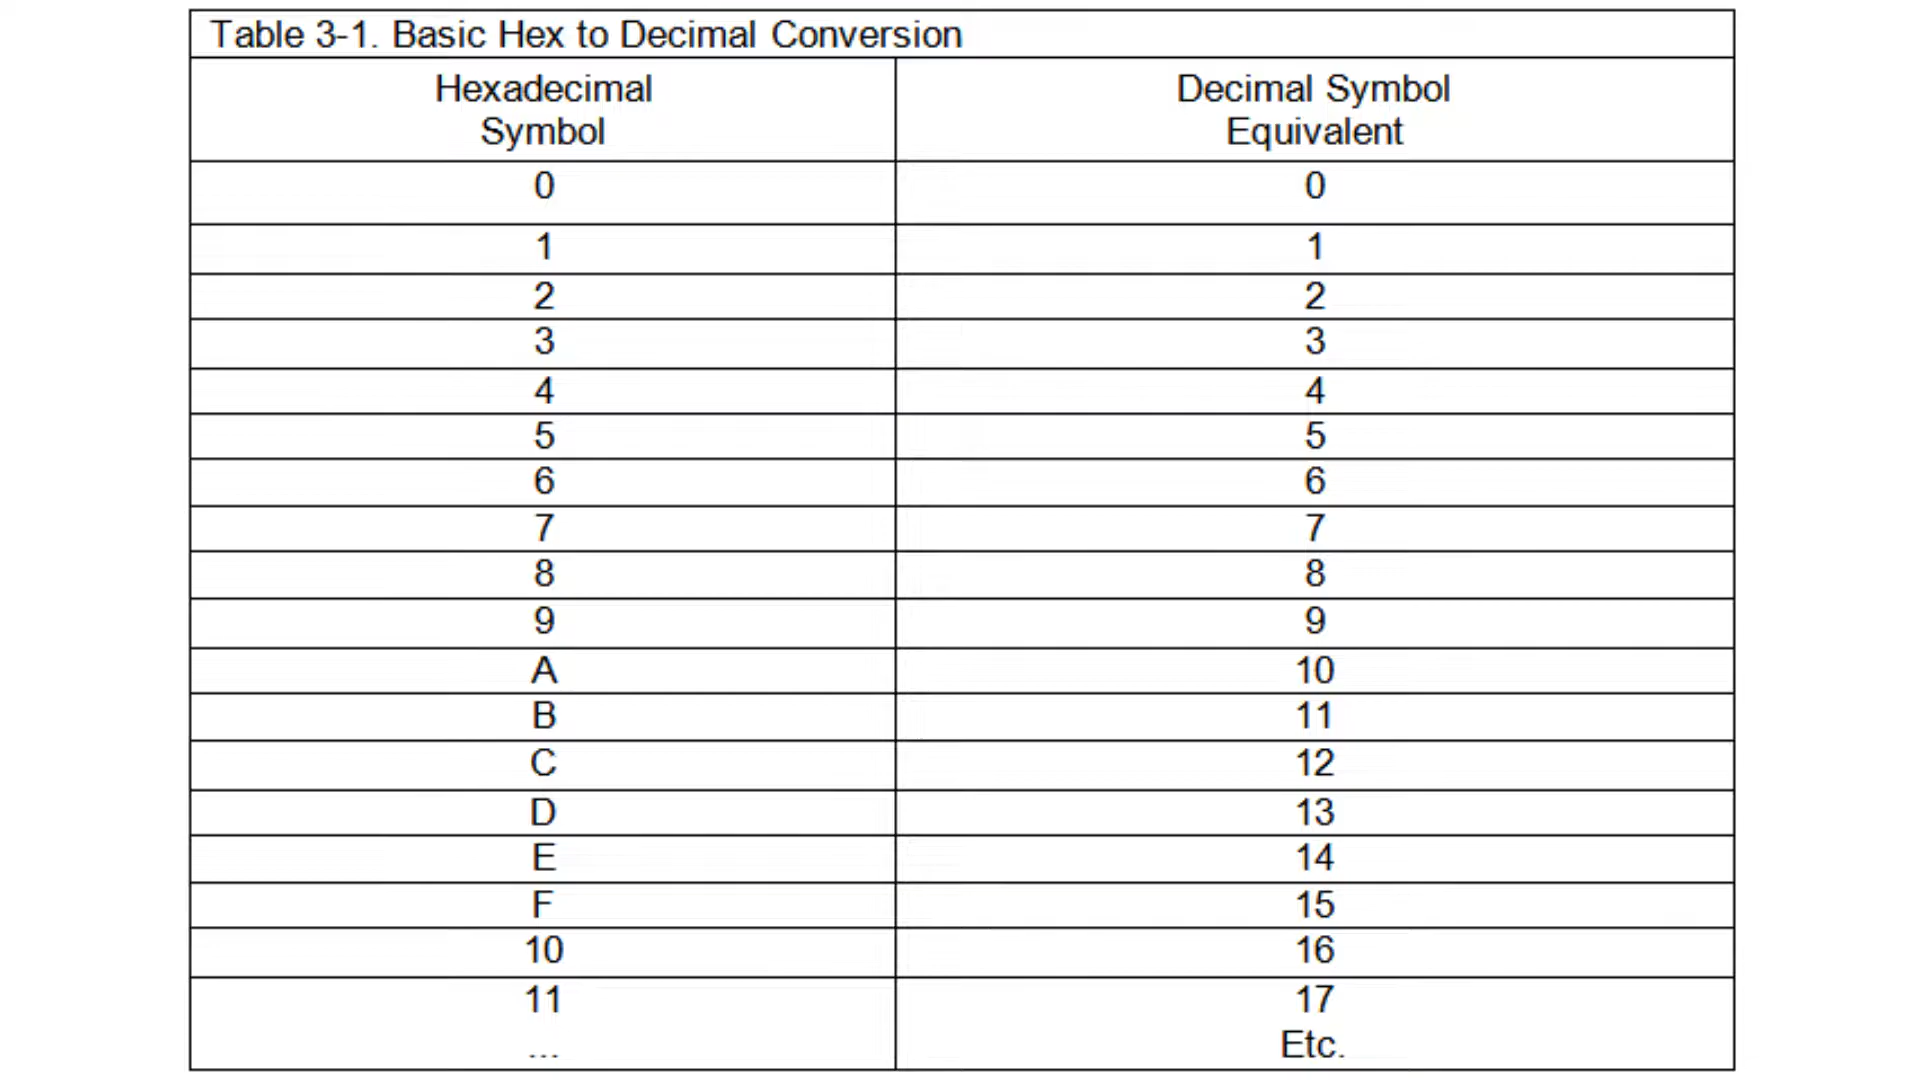 Table 3-1. Basic Hex to Decimal Conversion
Hexadecimal Symbol	Decimal Symbol Equivalent
0	0
1	1
2	2
3	3
4	4
5	5
6	6
7	7
8	8
9	9
A	10
B	11
C	12
D	13
E	14
F	15
10	16
11	17
...	Etc.